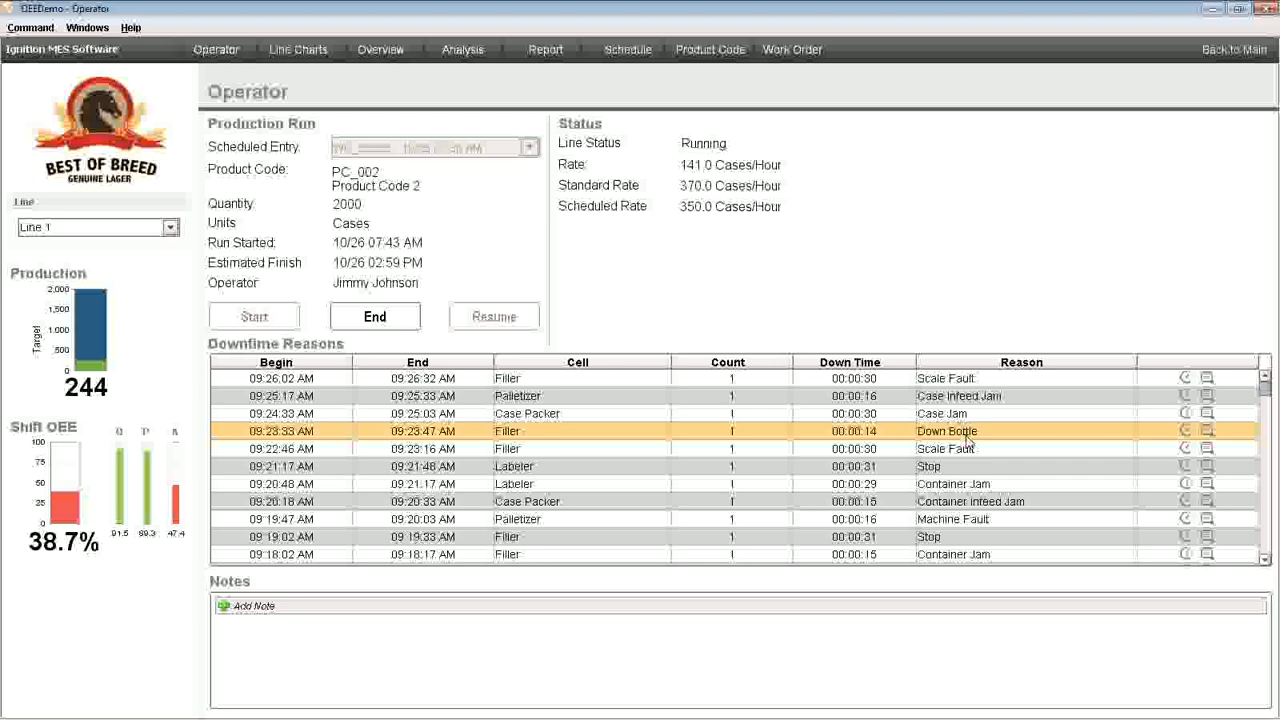 OEEDemo - Operator
Command Windows Help
Ignition MES Software Operator Line Charts Overview Analysis Report Schedule Product Code Work Order Back to Main
BEST OF BREED
GENUINE LAGER
Line
Line 1
Production
2,000
1,500
1,000
500
0
Target
244
Shift OEE
100
75
50
25
0
38.7%
91.5 89.3 47.4
Operator
Production Run
Scheduled Entry
Product Code: PC_002
Product Code 2
Quantity: 2000
Units Cases
Run Started: 10/26 07:43 AM
Estimated Finish 10/26 02:59 PM
Operator Jimmy Johnson
Start End Resume
Status
Line Status Running
Rate: 141.0 Cases/Hour
Standard Rate 370.0 Cases/Hour
Scheduled Rate 350.0 Cases/Hour
Downtime Reasons
Begin End Cell Count Down Time Reason
09:26:02 AM 09:26:32 AM Filler 1 00:00:30 Scale Fault
09:25:17 AM 09:25:33 AM Palletizer 1 00:00:16 Case Infeed Jam
09:24:33 AM 09:25:03 AM Case Packer 1 00:00:30 Case Jam
09:23:33 AM 09:23:47 AM Filler 1 00:00:14 Down Bottle
09:22:46 AM 09:23:16 AM Filler 1 00:00:30 Scale Fault
09:21:17 AM 09:21:48 AM Labeler 1 00:00:31 Stop
09:20:48 AM 09:21:17 AM Labeler 1 00:00:29 Container Jam
09:20:18 AM 09:20:33 AM Case Packer 1 00:00:15 Container Infeed Jam
09:19:47 AM 09:20:03 AM Palletizer 1 00:00:16 Machine Fault
09:19:02 AM 09:19:33 AM Filler 1 00:00:31 Stop
09:18:02 AM 09:18:17 AM Filler 1 00:00:15 Container Jam
Notes
Add Note